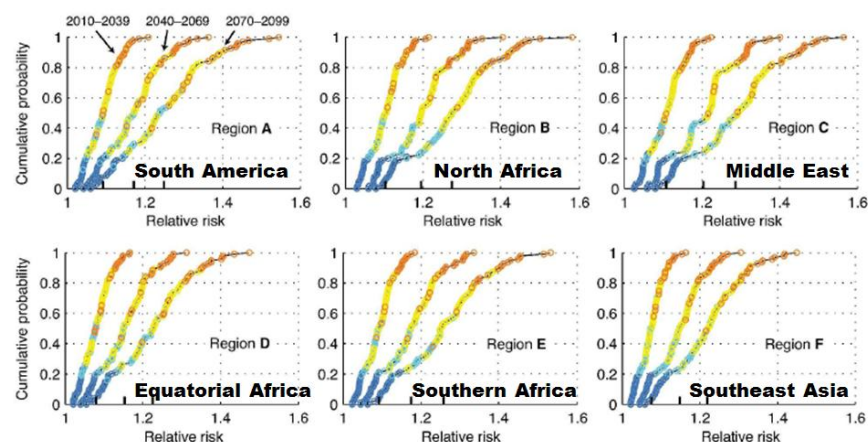 2010–2039 2040–2069 2070–2099
Cumulative probability
1
0.8
0.6
0.4
0.2
0
Region A
South America
1 1.2 1.4 1.6
Relative risk
1
0.8
0.6
0.4
0.2
0
Region B
North Africa
1 1.2 1.4 1.6
Relative risk
1
0.8
0.6
0.4
0.2
0
Region C
Middle East
1 1.2 1.4 1.6
Relative risk
Cumulative probability
1
0.8
0.6
0.4
0.2
0
Region D
Equatorial Africa
1 1.2 1.4 1.6
Relative risk
1
0.8
0.6
0.4
0.2
0
Region E
Southern Africa
1 1.2 1.4 1.6
Relative risk
1
0.8
0.6
0.4
0.2
0
Region F
Southeast Asia
1 1.2 1.4 1.6
Relative risk